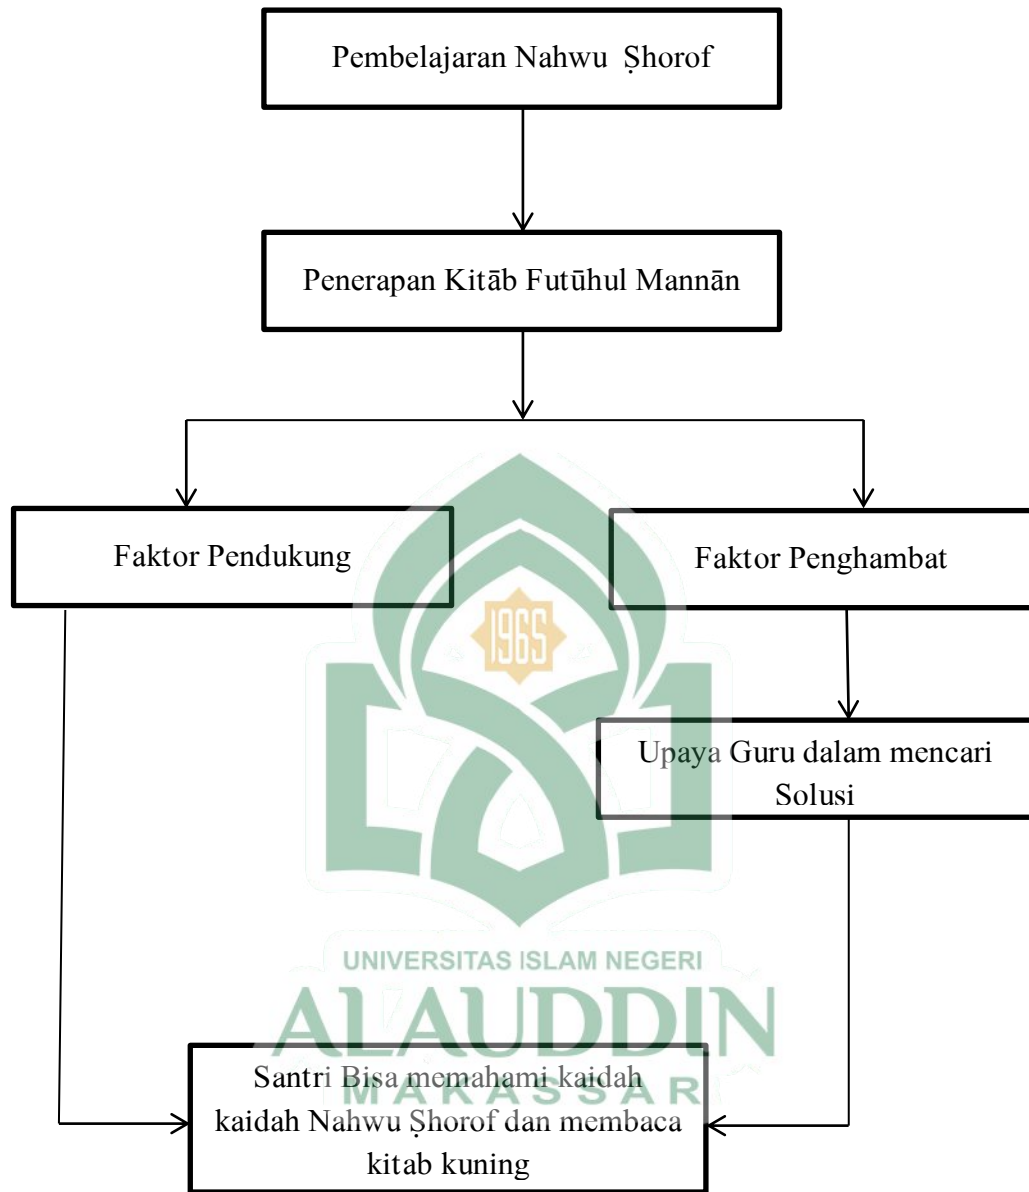 Pembelajaran Nahwu Ṣhorof
Penerapan Kitāb Futūhul Mannān
Faktor Pendukung
Faktor Penghambat
1965
Upaya Guru dalam mencari
Solusi
UNIVERSITAS ISLAM NEGERI
ALAUDDIN
MAKASSAR
Santri Bisa memahami kaidah
kaidah Nahwu Ṣhorof dan membaca
kitab kuning